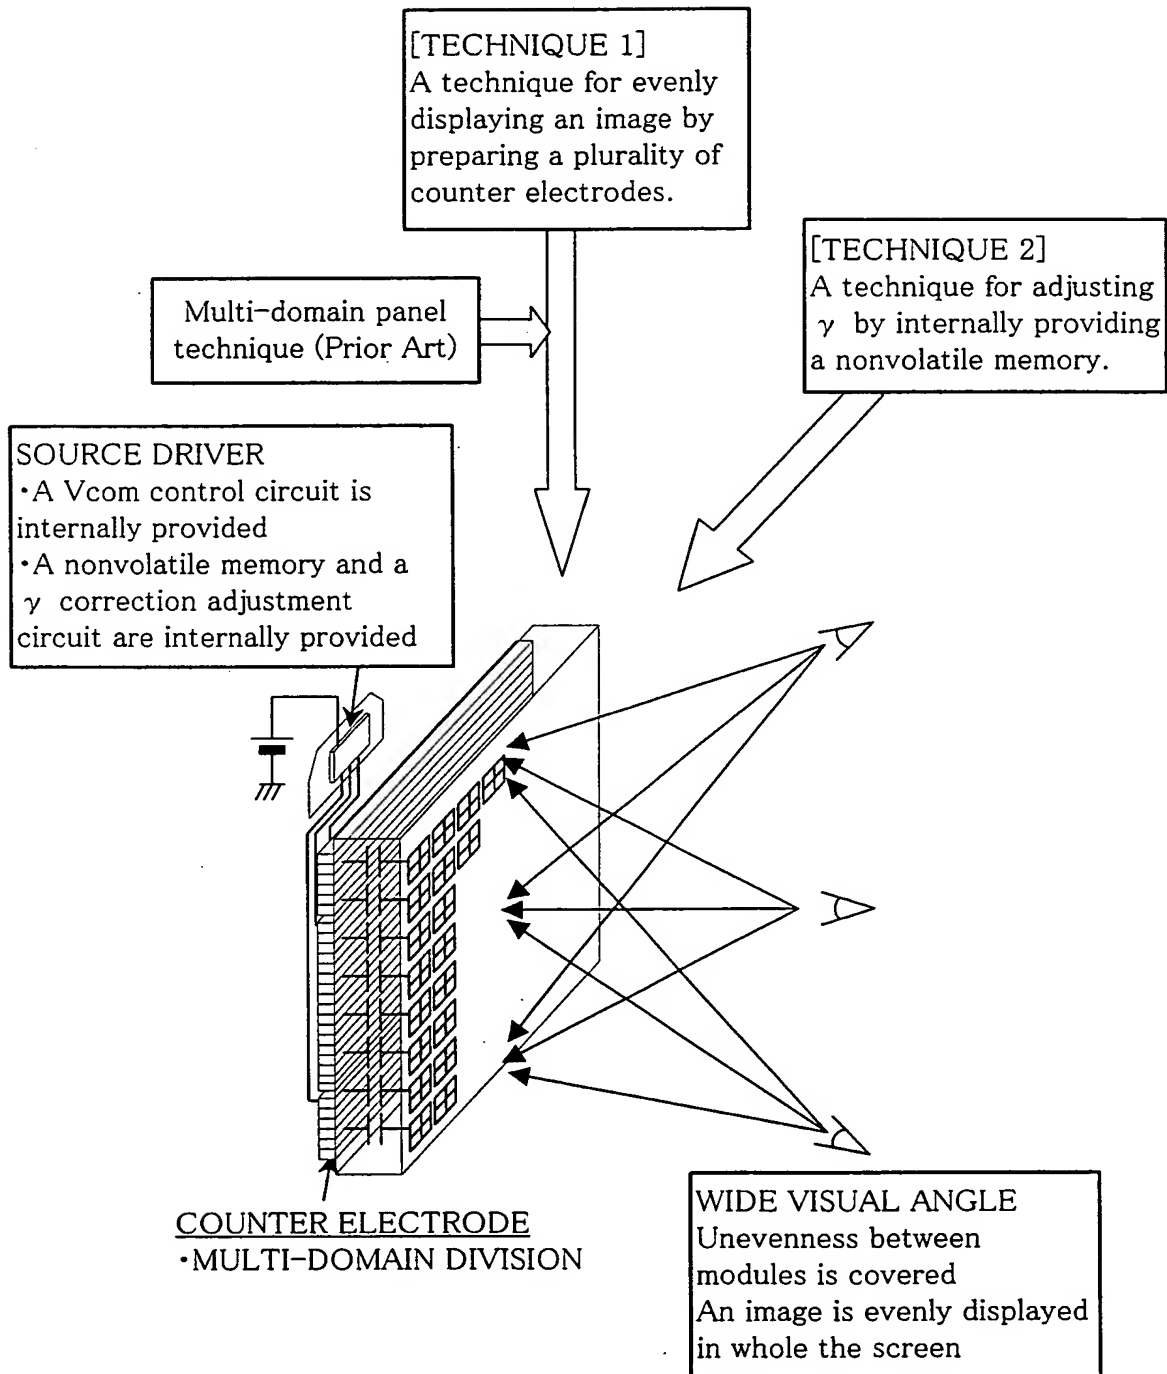 [TECHNIQUE 1]
A technique for evenly
displaying an image by
preparing a plurality of
counter electrodes.
[TECHNIQUE 2]
A technique for adjusting
γ by internally providing
a nonvolatile memory.
Multi-domain panel
technique (Prior Art)
SOURCE DRIVER
・A Vcom control circuit is
internally provided
・A nonvolatile memory and a
γ correction adjustment
circuit are internally provided
COUNTER ELECTRODE
・MULTI-DOMAIN DIVISION
WIDE VISUAL ANGLE
Unevenness between
modules is covered
An image is evenly displayed
in whole the screen